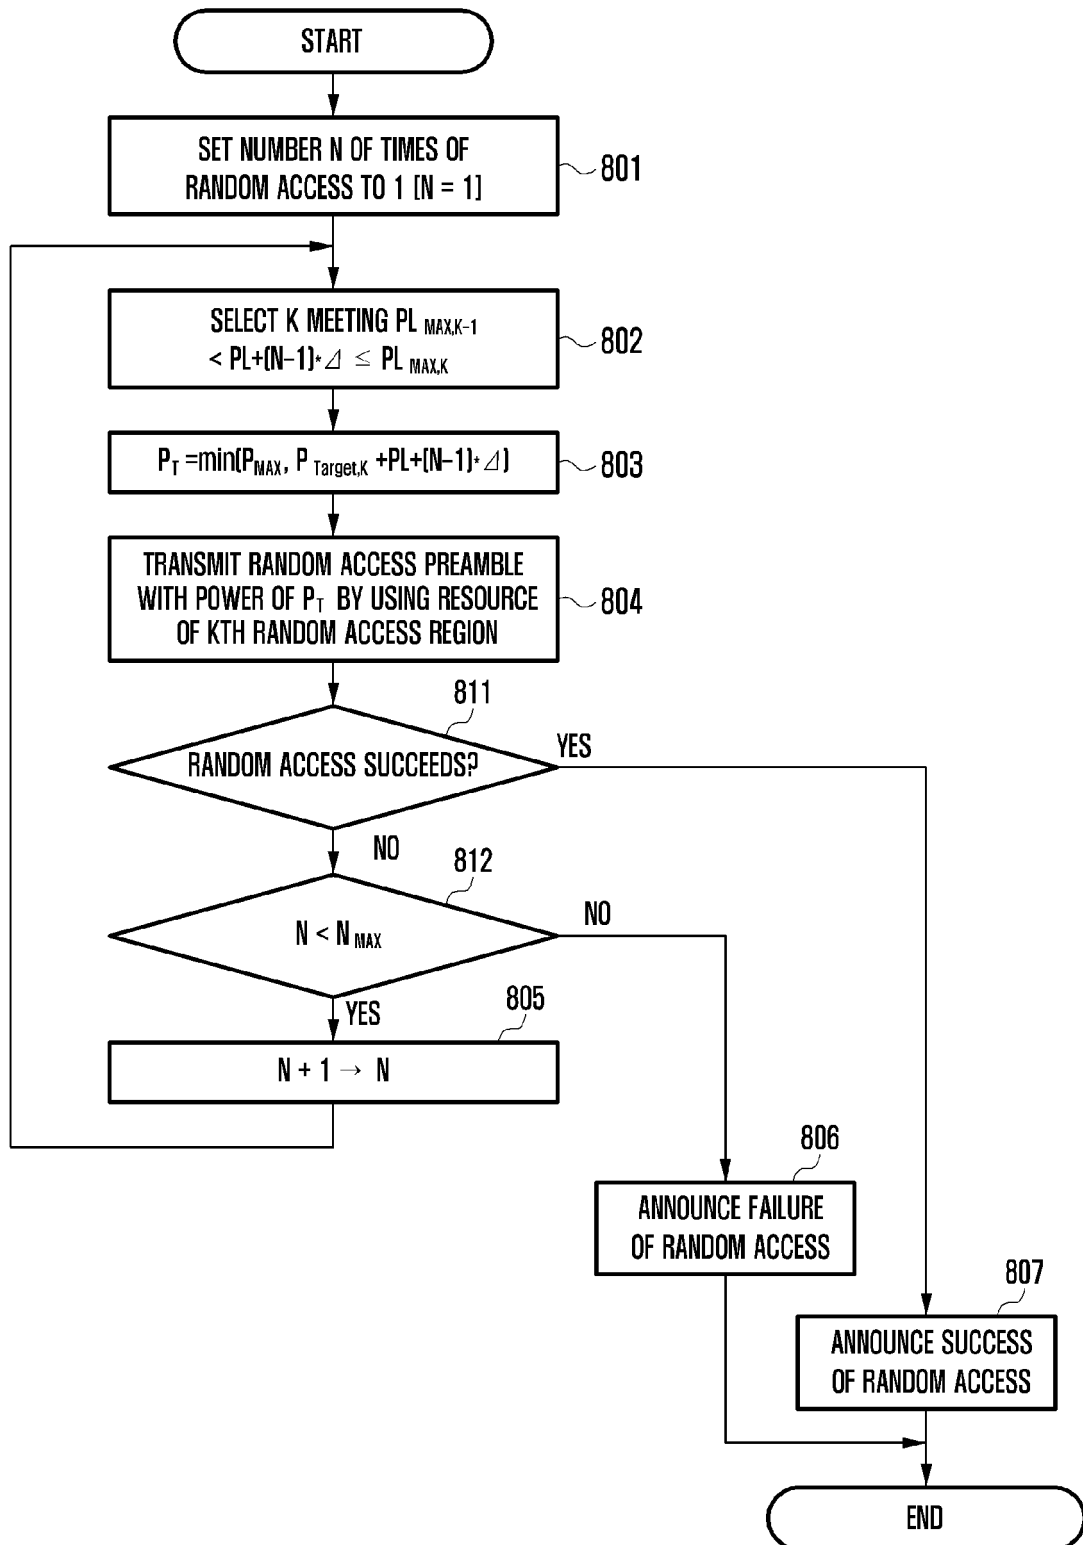 START
SET NUMBER N OF TIMES OF
RANDOM ACCESS TO 1 [N = 1]
801
SELECT K MEETING PL MAX,K-1
< PL+(N-1)*⊿ ≤ PL MAX,K
802
PT =min(PMAX, P Target,K +PL+(N-1)*⊿)
803
TRANSMIT RANDOM ACCESS PREAMBLE
WITH POWER OF PT BY USING RESOURCE
OF KTH RANDOM ACCESS REGION
804
811
RANDOM ACCESS SUCCEEDS?
YES
NO
812
N < N MAX
NO
YES
805
N + 1 → N
806
ANNOUNCE FAILURE
OF RANDOM ACCESS
807
ANNOUNCE SUCCESS
OF RANDOM ACCESS
END